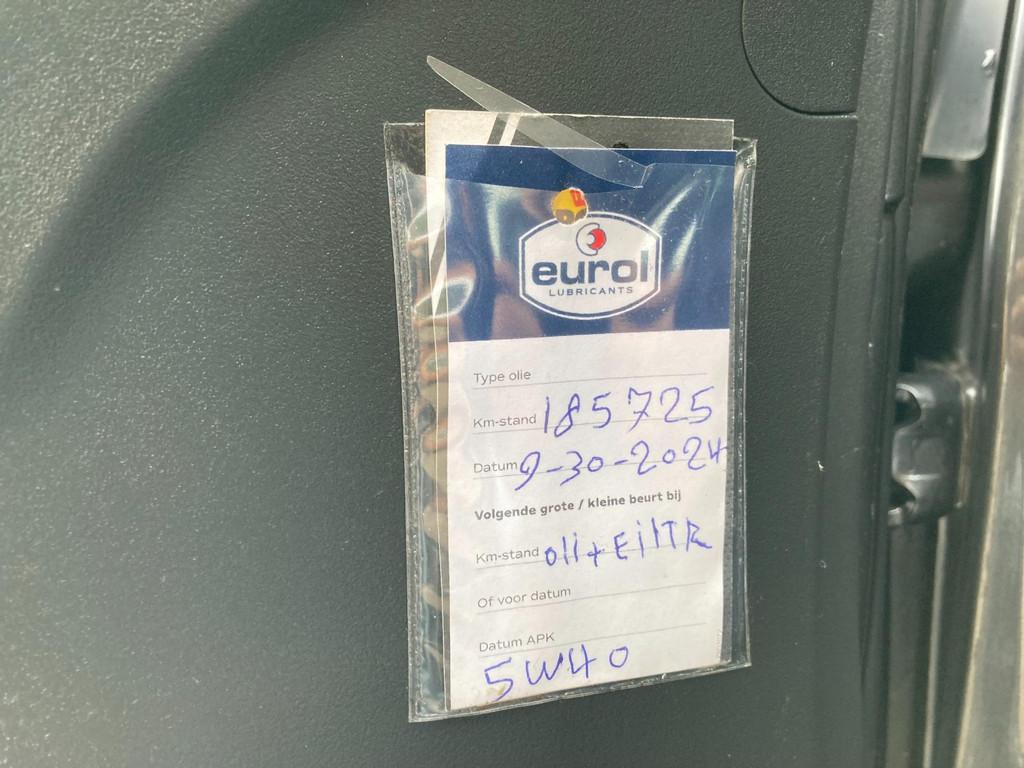 eurol
LUBRICANTS
Type olie
Km-stand 185725
Datum 9-30-2024
Volgende grote / kleine beurt bij
Km-stand oli+EilTR
Of voor datum
Datum APK
5W40